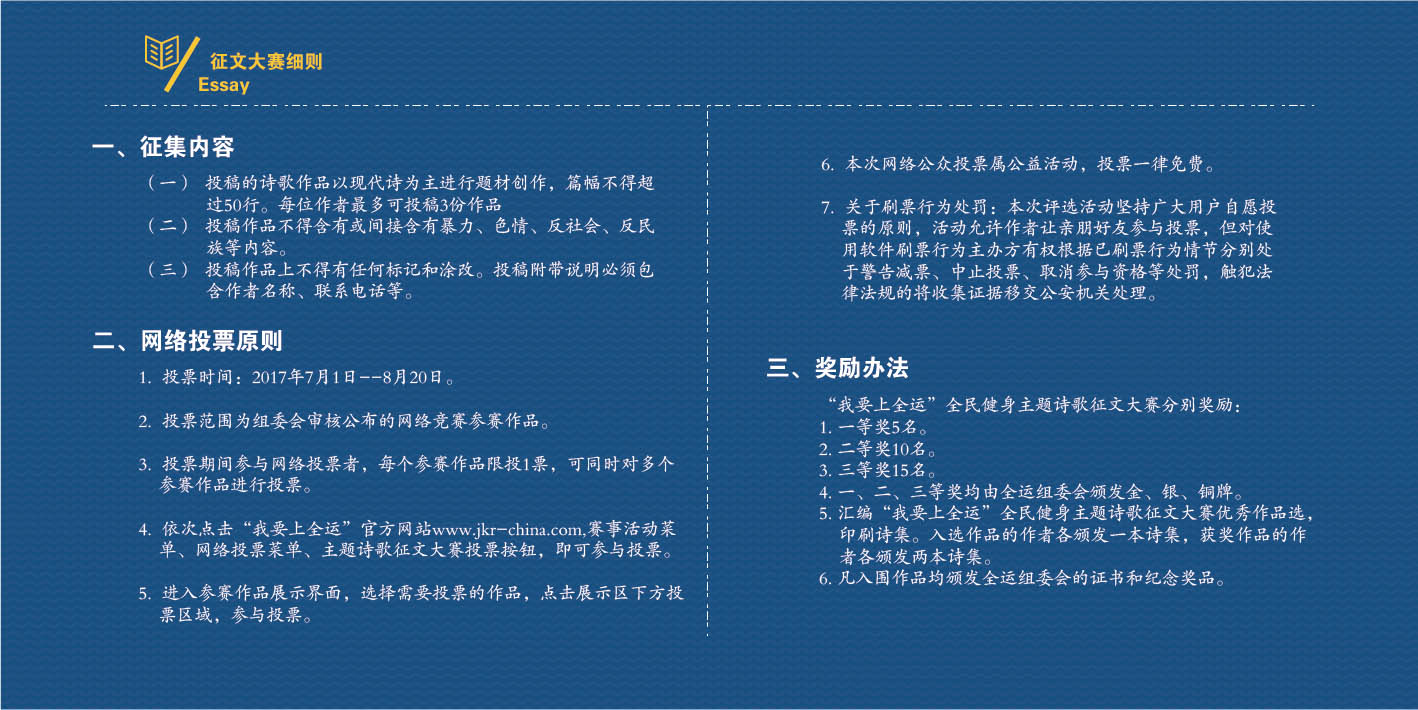 征文大赛细则
Essay
一、征集内容
（一） 投稿的诗歌作品以现代诗为主进行题材创作，篇幅不得超
过50行。每位作者最多可投稿3份作品
（二） 投稿作品不得含有或间接含有暴力、色情、反社会、反民
族等内容。
（三） 投稿作品上不得有任何标记和涂改。投稿附带说明必须包
含作者名称、联系电话等。
二、网络投票原则
1. 投票时间：2017年7月1日--8月20日。
2. 投票范围为组委会审核公布的网络竞赛参赛作品。
3. 投票期间参与网络投票者，每个参赛作品限投1票，可同时对多个
参赛作品进行投票。
4. 依次点击“我要上全运”官方网站www.jkr-china.com,赛事活动菜
单、网络投票菜单、主题诗歌征文大赛投票按钮，即可参与投票。
5. 进入参赛作品展示界面，选择需要投票的作品，点击展示区下方投
票区域，参与投票。
6. 本次网络公众投票属公益活动，投票一律免费。
7. 关于刷票行为处罚：本次评选活动坚持广大用户自愿投
票的原则，活动允许作者让亲朋好友参与投票，但对使
用软件刷票行为主办方有权根据已刷票行为情节分别处
于警告减票、中止投票、取消参与资格等处罚，触犯法
律法规的将收集证据移交公安机关处理。
三、奖励办法
“我要上全运”全民健身主题诗歌征文大赛分别奖励：
1. 一等奖5名。
2. 二等奖10名。
3. 三等奖15名。
4. 一、二、三等奖均由全运组委会颁发金、银、铜牌。
5. 汇编“我要上全运”全民健身主题诗歌征文大赛优秀作品选，
印刷诗集。入选作品的作者各颁发一本诗集，获奖作品的作
者各颁发两本诗集。
6. 凡入围作品均颁发全运组委会的证书和纪念奖品。